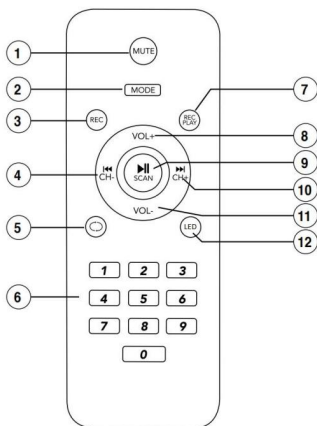 1
MUTE
2
MODE
7
3
REC
REC
PLAY
VOL+
8
9
4
CH-
SCAN
CH+
10
VOL-
11
5
LED
12
1 2 3
6
4 5 6
7 8 9
0